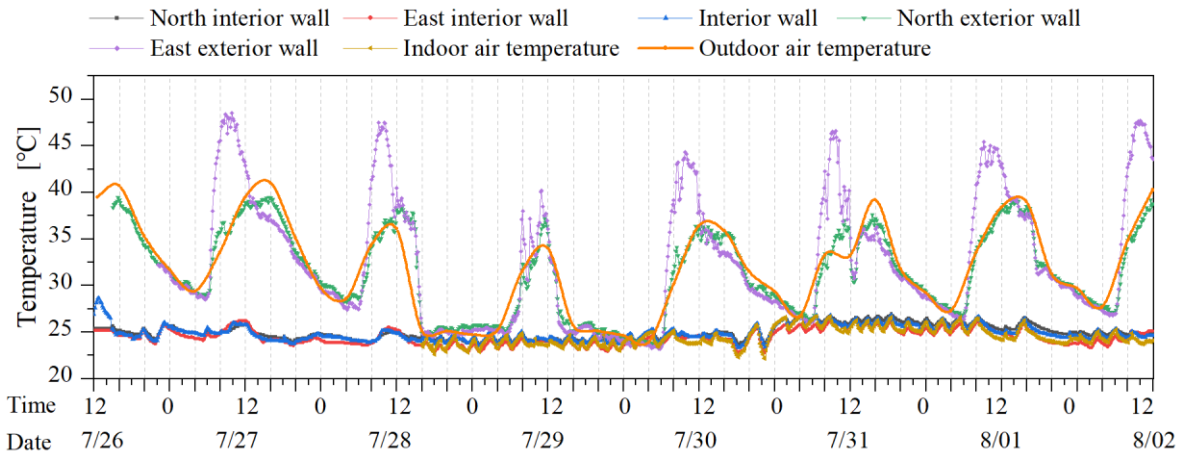 North interior wall East interior wall Interior wall North exterior wall
East exterior wall Indoor air temperature Outdoor air temperature
Temperature [°C]
50
45
40
35
30
25
20
Time 12 0 12 0 12 0 12 0 12 0 12 0 12 0 12
Date 7/26 7/27 7/28 7/29 7/30 7/31 8/01 8/02